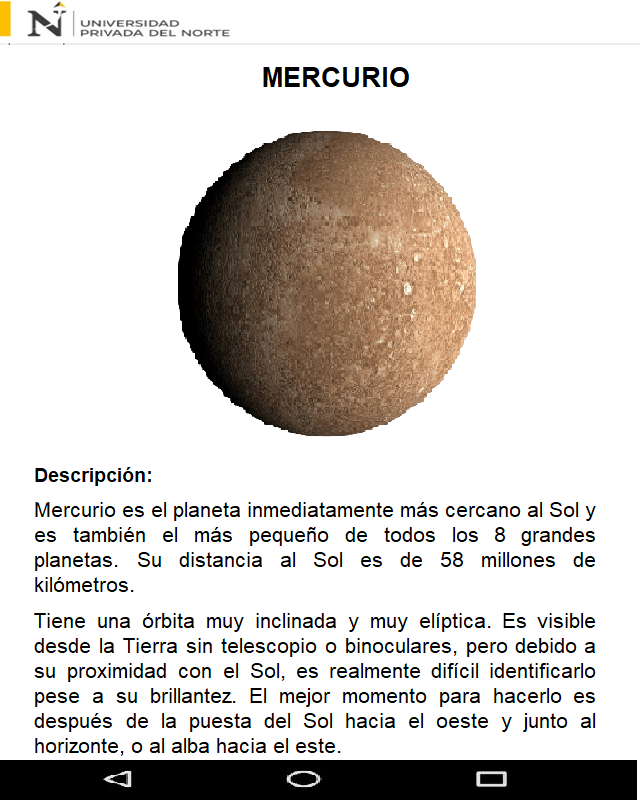 N
UNIVERSIDAD
PRIVADA DEL NORTE
MERCURIO
Descripción:
Mercurio es el planeta inmediatamente más cercano al Sol y
es también el más pequeño de todos los 8 grandes
planetas. Su distancia al Sol es de 58 millones de
kilómetros.
Tiene una órbita muy inclinada y muy elíptica. Es visible
desde la Tierra sin telescopio o binoculares, pero debido a
su proximidad con el Sol, es realmente difícil identificarlo
pese a su brillantez. El mejor momento para hacerlo es
después de la puesta del Sol hacia el oeste y junto al
horizonte, o al alba hacia el este.